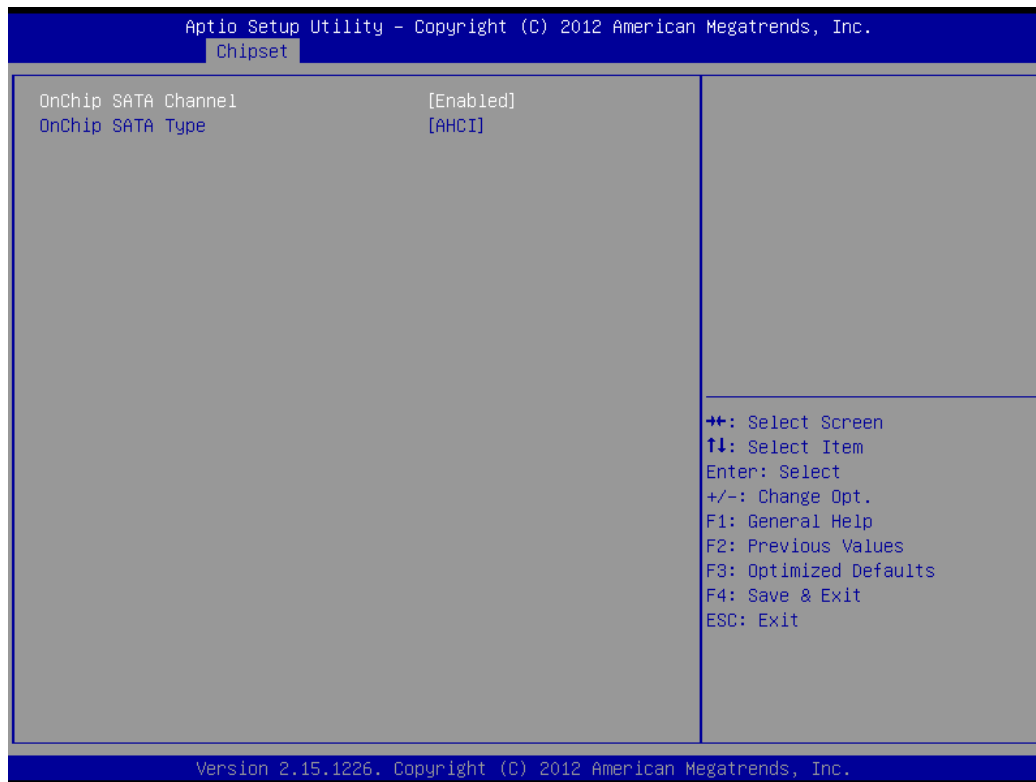 Aptio Setup Utility – Copyright (C) 2012 American Megatrends, Inc.
Chipset
OnChip SATA Channel [Enabled]
OnChip SATA Type [AHCI]
→←: Select Screen
↑↓: Select Item
Enter: Select
+/-: Change Opt.
F1: General Help
F2: Previous Values
F3: Optimized Defaults
F4: Save & Exit
ESC: Exit
Version 2.15.1226. Copyright (C) 2012 American Megatrends, Inc.